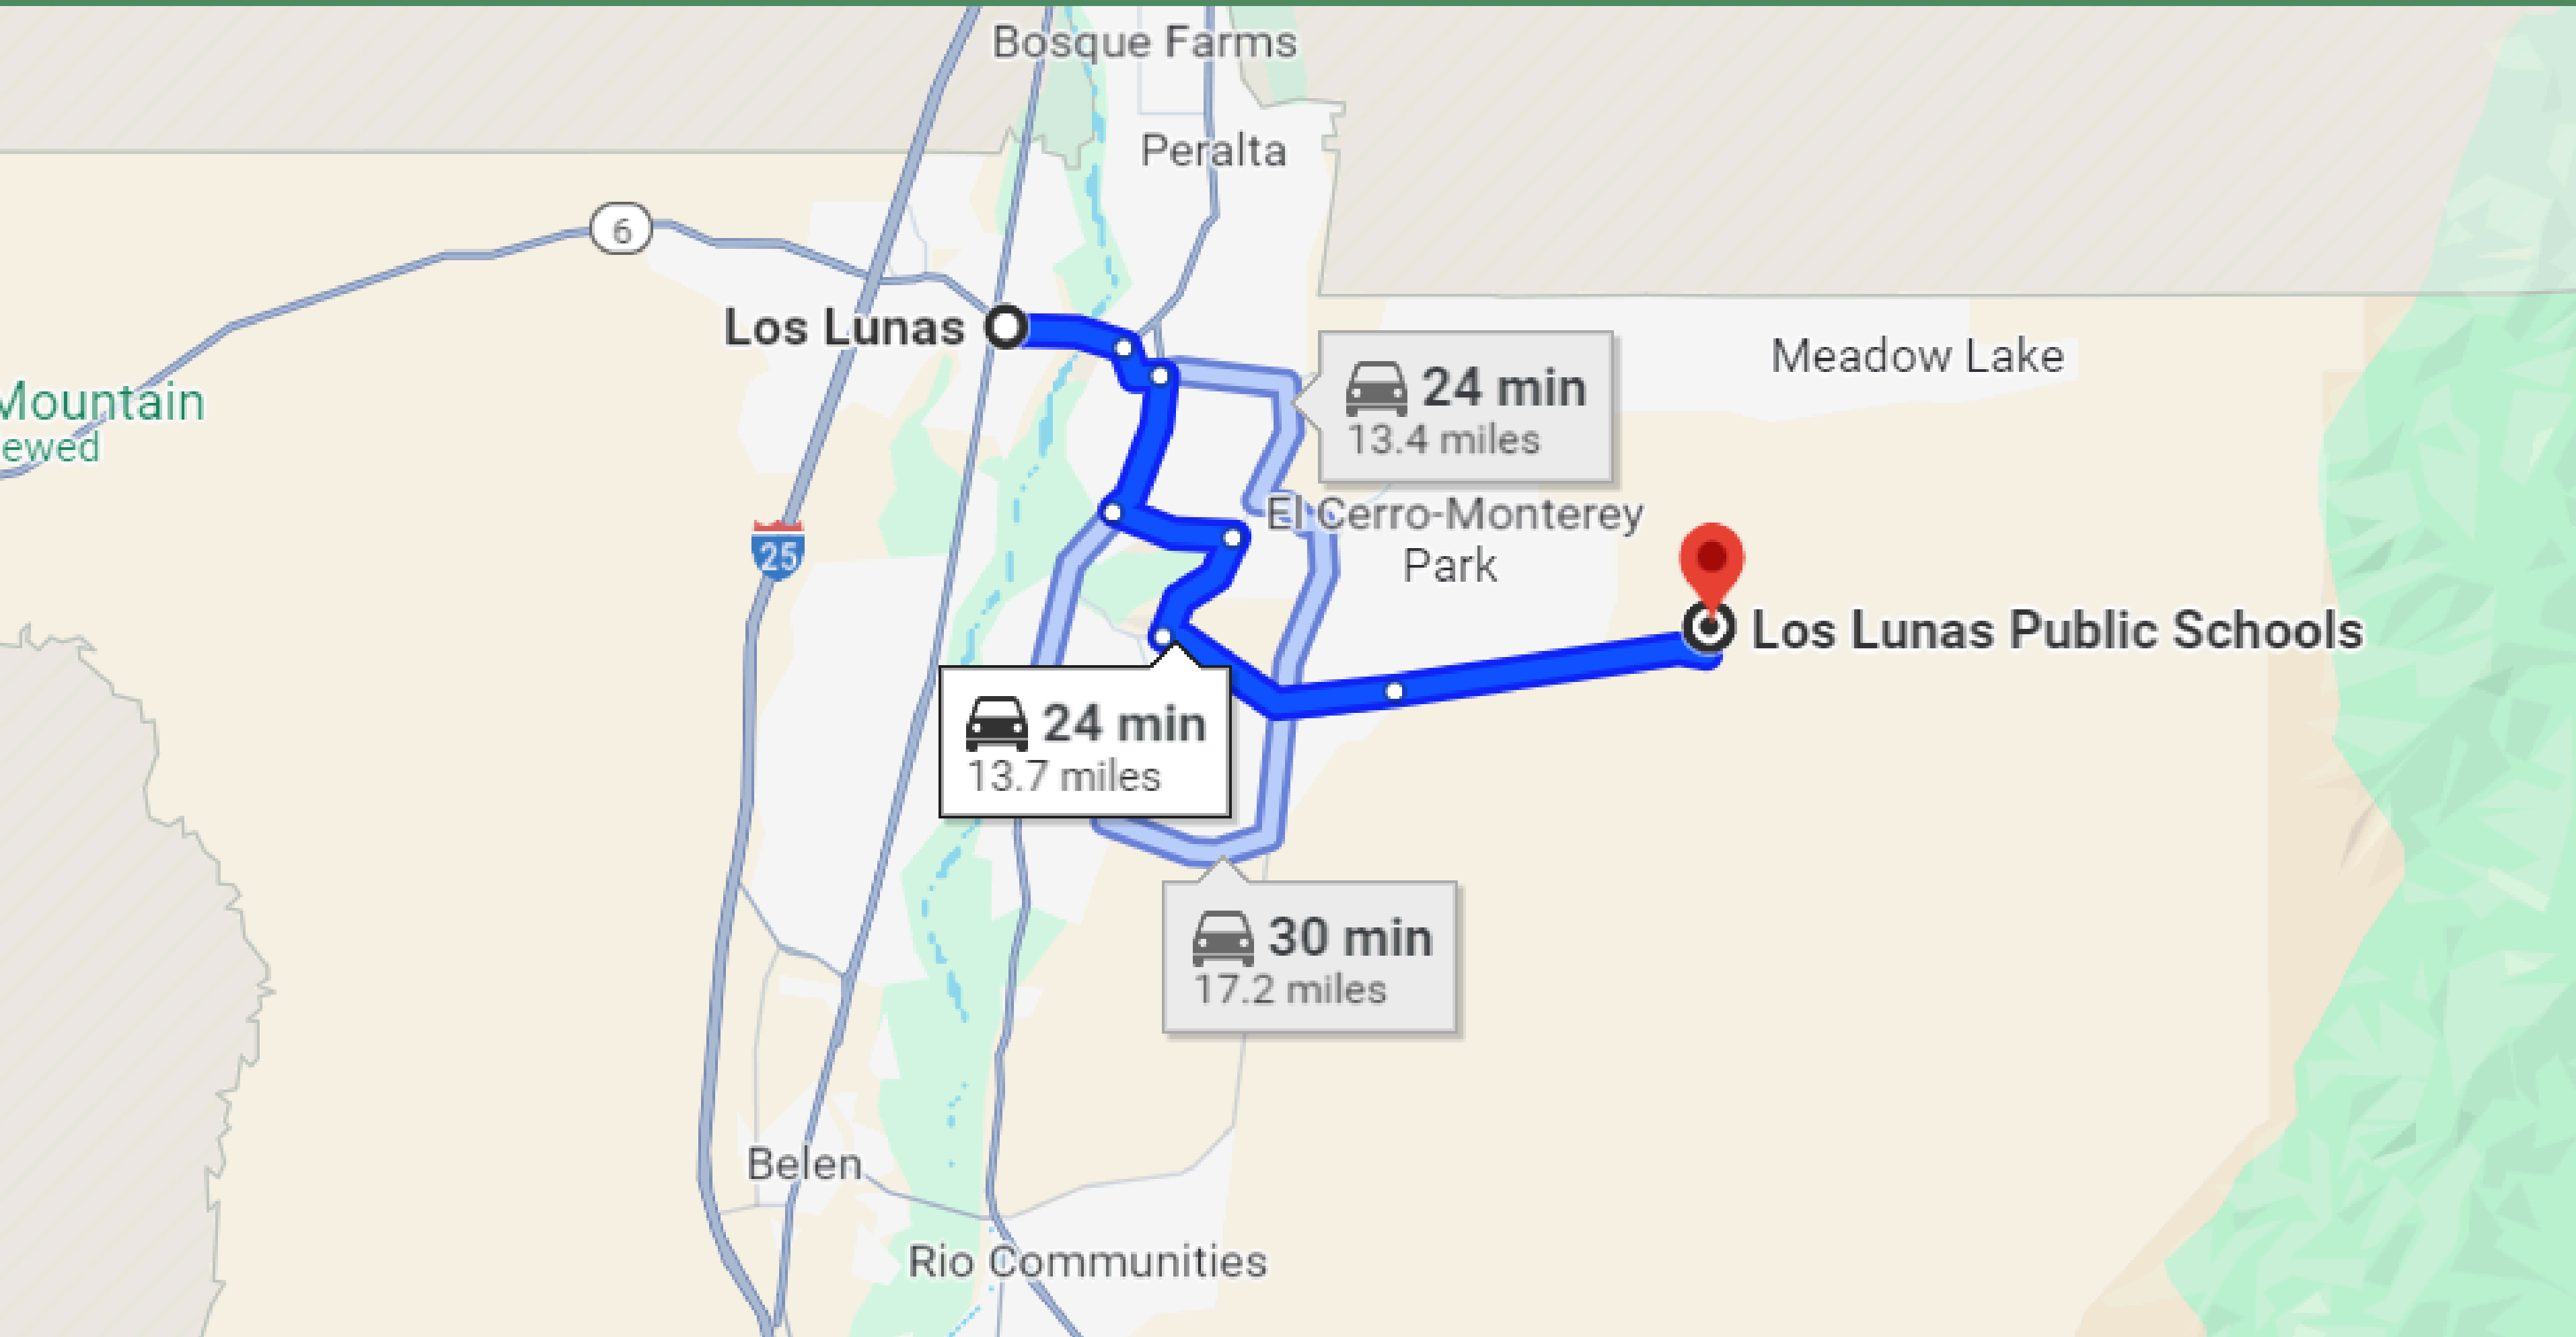 Bosque Farms
Peralta
6
Los Lunas
24 min
13.4 miles
Meadow Lake
Mountain
ewed
25
El Cerro-Monterey
Park
Los Lunas Public Schools
24 min
13.7 miles
30 min
17.2 miles
Belen
Rio Communities